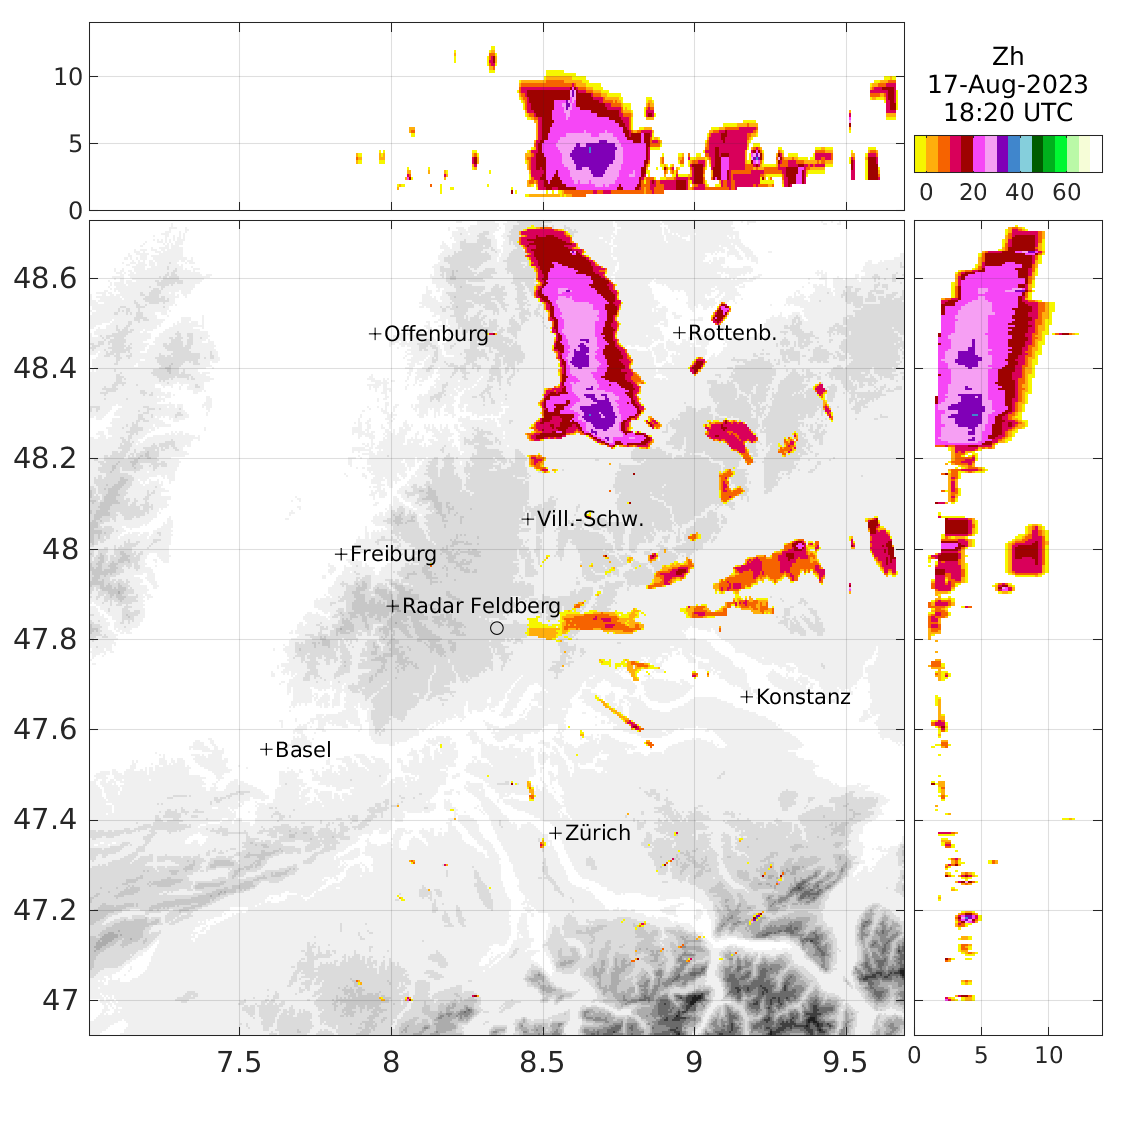 10
5
0
Zh
17-Aug-2023
18:20 UTC
0 20 40 60
48.6
48.4
48.2
48
47.8
47.6
47.4
47.2
47
+Offenburg
+Rottenb.
+Vill.-Schw.
+Freiburg
+Radar Feldberg
+Konstanz
+Basel
+Zürich
7.5 8 8.5 9 9.5
0 5 10